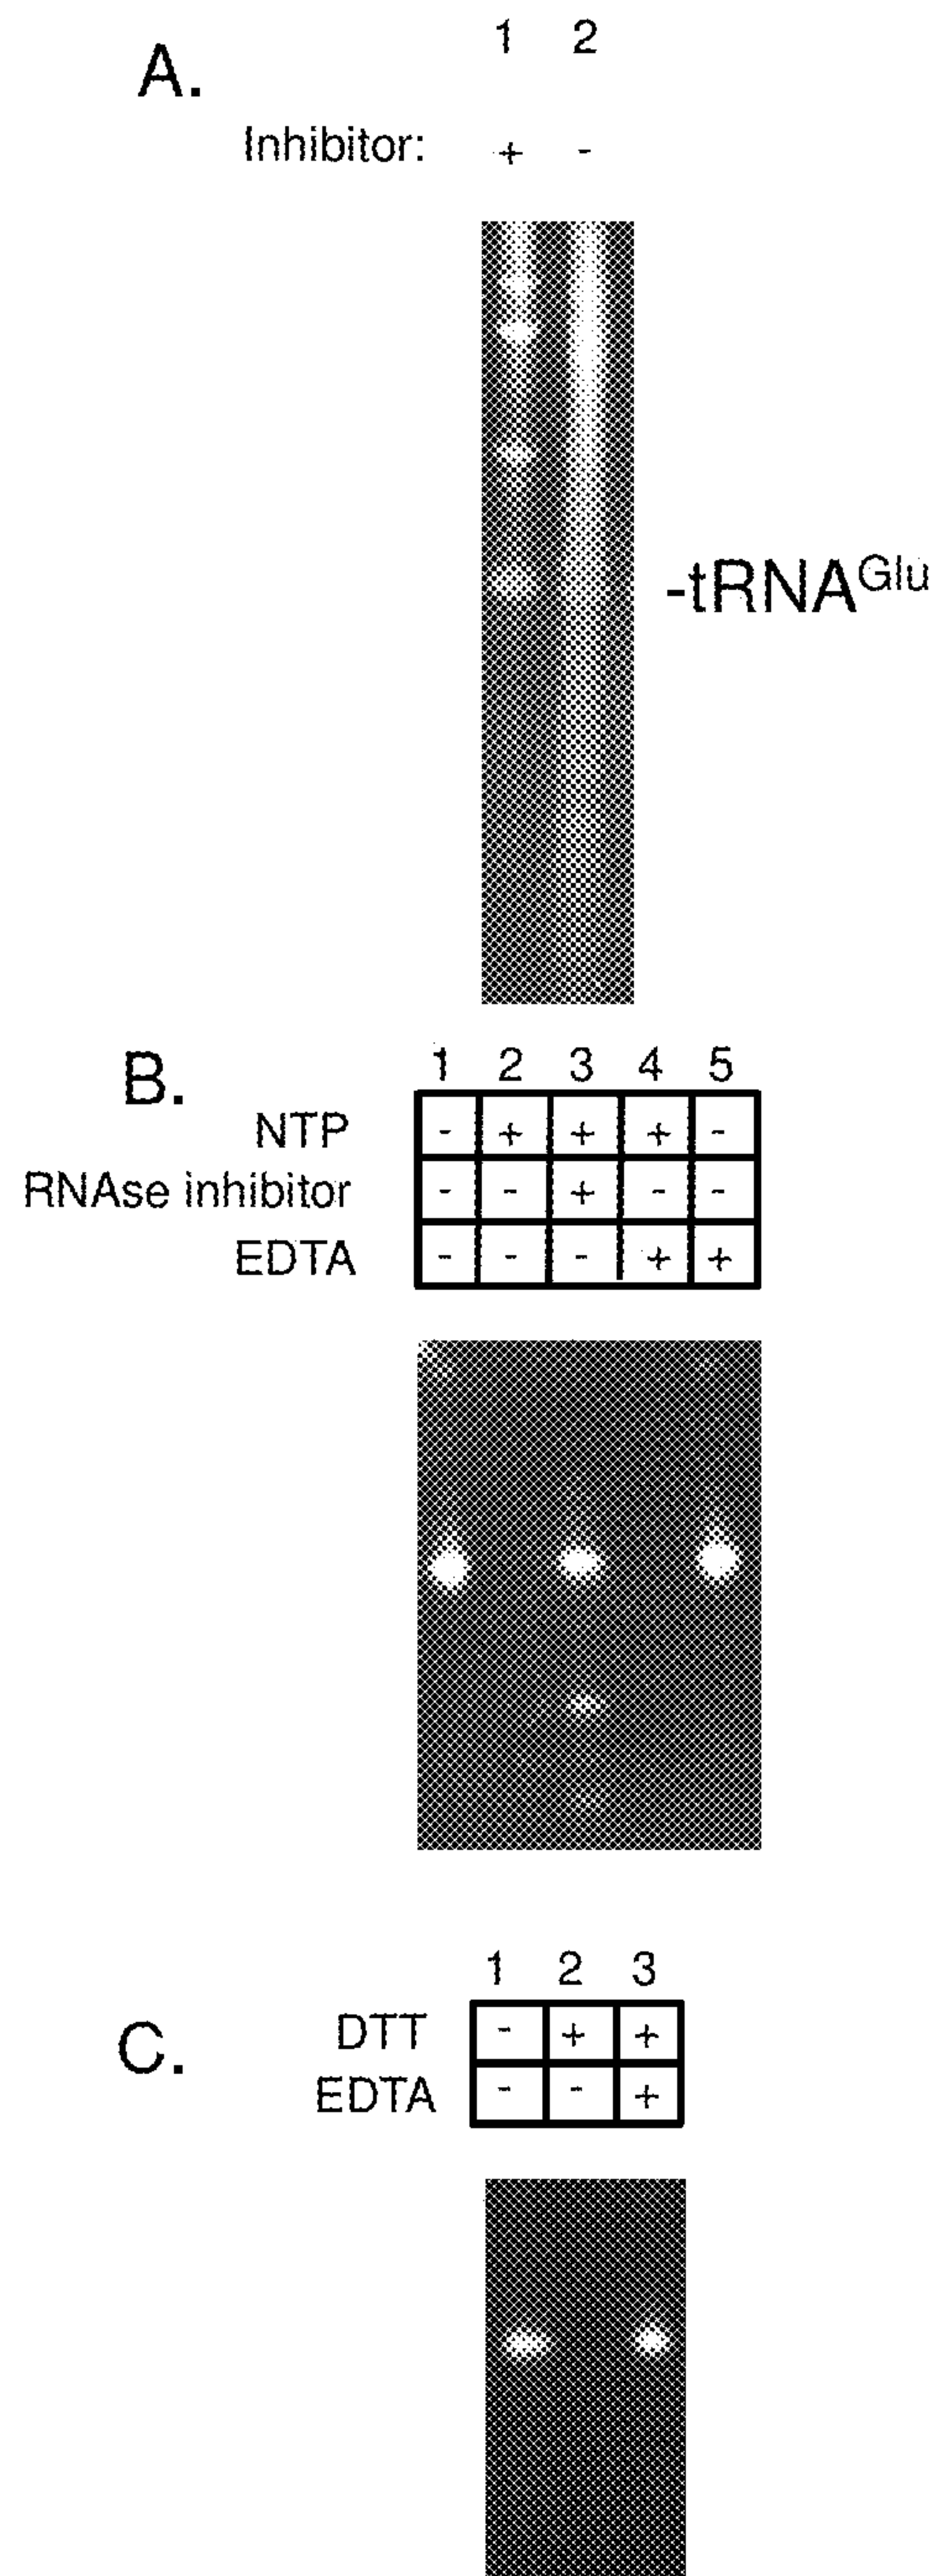 A.
1 2
Inhibitor: + -
-tRNAGlu
B.
1 2 3 4 5
NTP - + + + -
RNAse inhibitor - - + - -
EDTA - - - + +
C.
1 2 3
DTT - + +
EDTA - - +